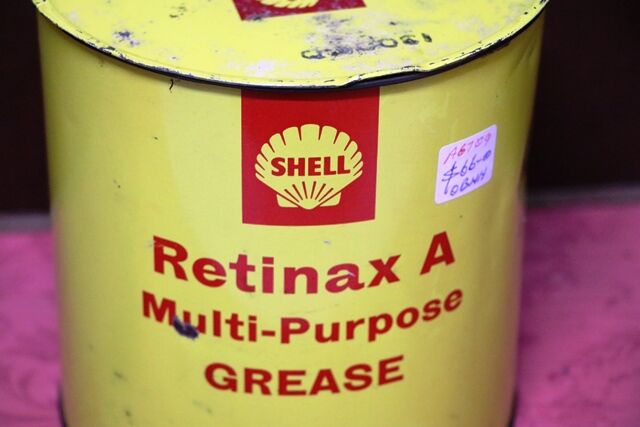 SHELL
Retinax A
Multi-Purpose
GREASE